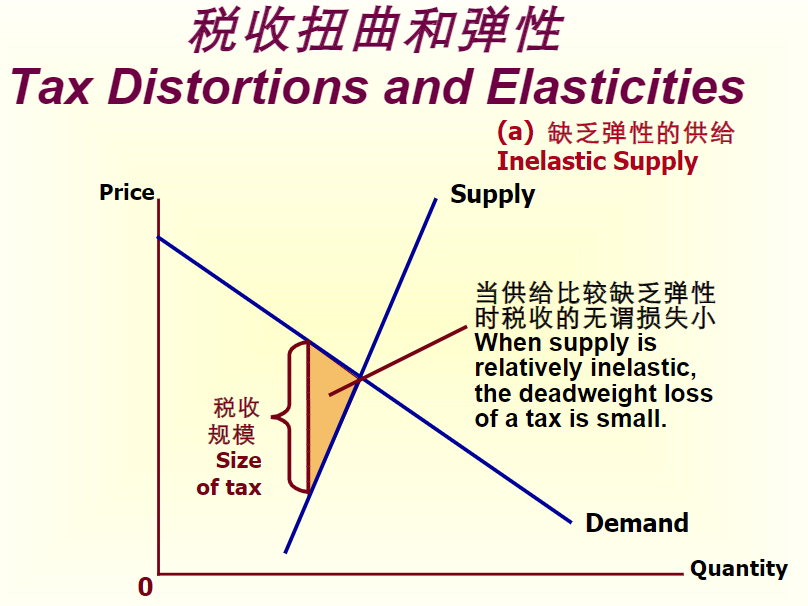 税收扭曲和弹性
Tax Distortions and Elasticities
(a) 缺乏弹性的供给
Inelastic Supply
Price
Supply
当供给比较缺乏弹性
时税收的无谓损失小
When supply is
relatively inelastic,
the deadweight loss
of a tax is small.
税收
规模
Size
of tax
Demand
Quantity
0